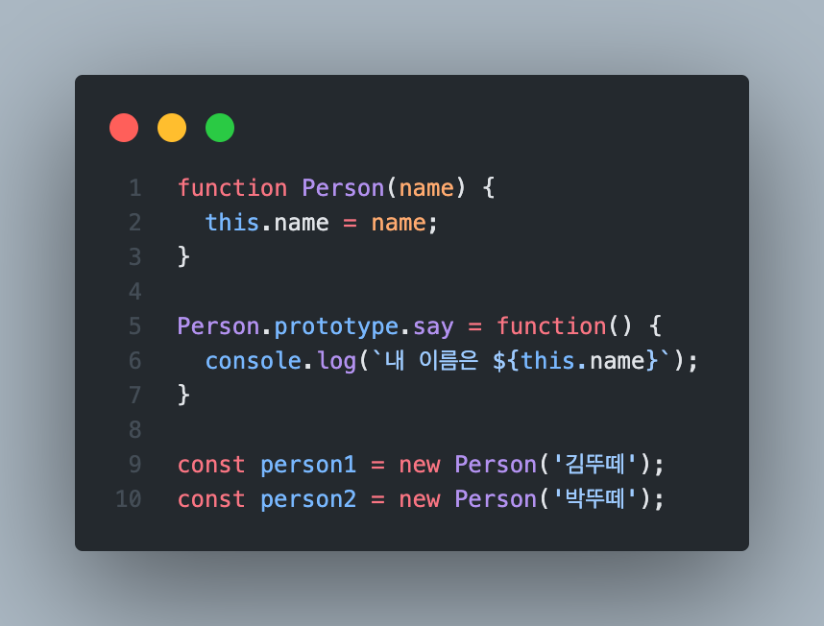 1 function Person(name) {
2   this.name = name;
3 }
4
5 Person.prototype.say = function() {
6   console.log(`내 이름은 ${this.name}`);
7 }
8
9 const person1 = new Person('김뚜떼');
10 const person2 = new Person('박뚜떼');